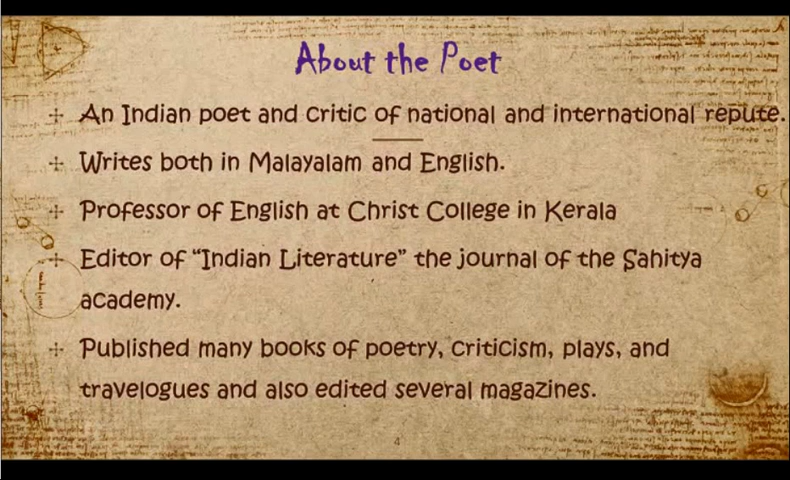 About the Poet
An Indian poet and critic of national and international repute.
Writes both in Malayalam and English.
Professor of English at Christ College in Kerala
Editor of “Indian Literature” the journal of the Sahitya
academy.
Published many books of poetry, criticism, plays, and
travelogues and also edited several magazines.
4